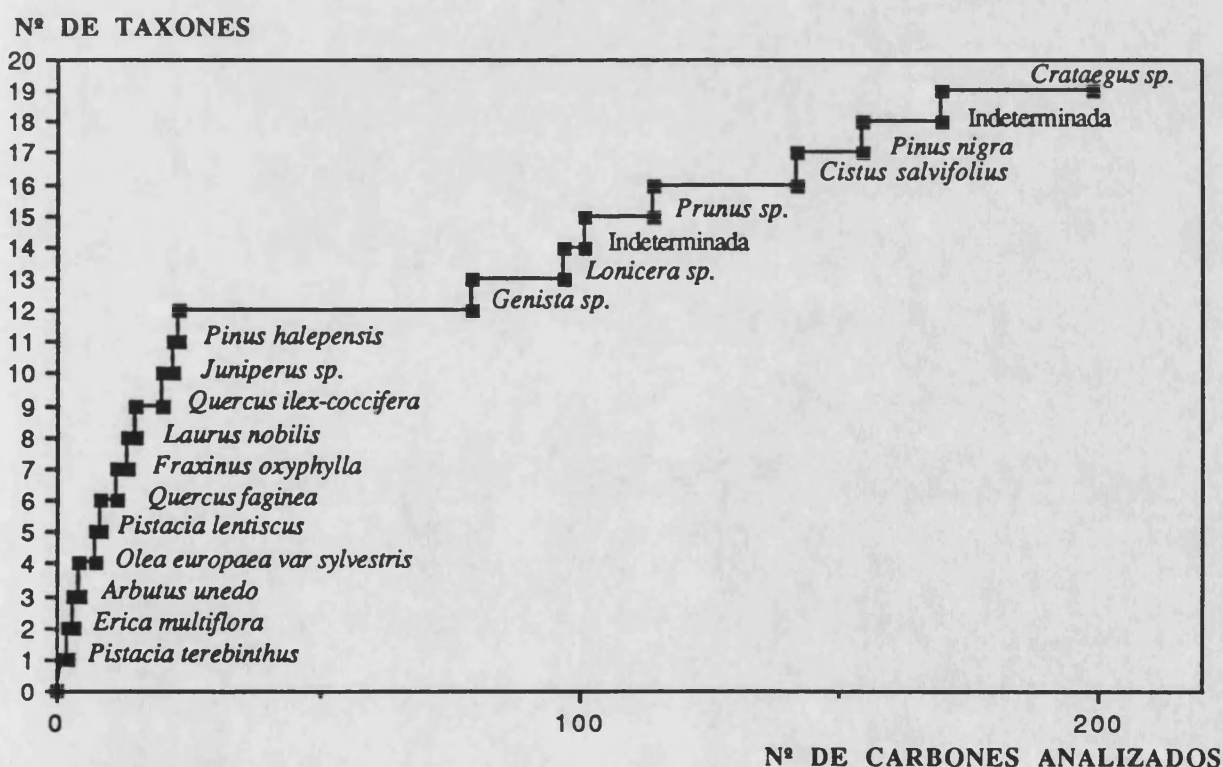 Nº DE TAXONES
20
Crataegus sp.
19
Indeterminada
18
Pinus nigra
17
Cistus salvifolius
16
Prunus sp.
15
Indeterminada
14
Lonicera sp.
13
Genista sp.
12
Pinus halepensis
11
Juniperus sp.
10
Quercus ilex-coccifera
9
Laurus nobilis
8
Fraxinus oxyphylla
7
Quercus faginea
6
Pistacia lentiscus
5
Olea europaea var sylvestris
4
Arbutus unedo
3
Erica multiflora
2
Pistacia terebinthus
1
0
0 100 200
Nº DE CARBONES ANALIZADOS